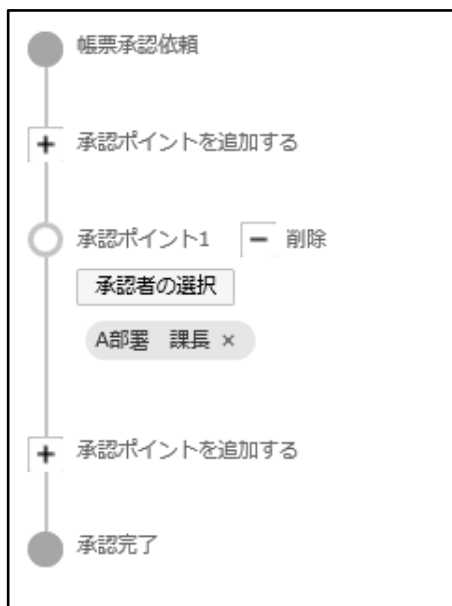 帳票承認依頼
+ 承認ポイントを追加する
承認ポイント1 − 削除
承認者の選択
A部署　課長 ×
+ 承認ポイントを追加する
承認完了